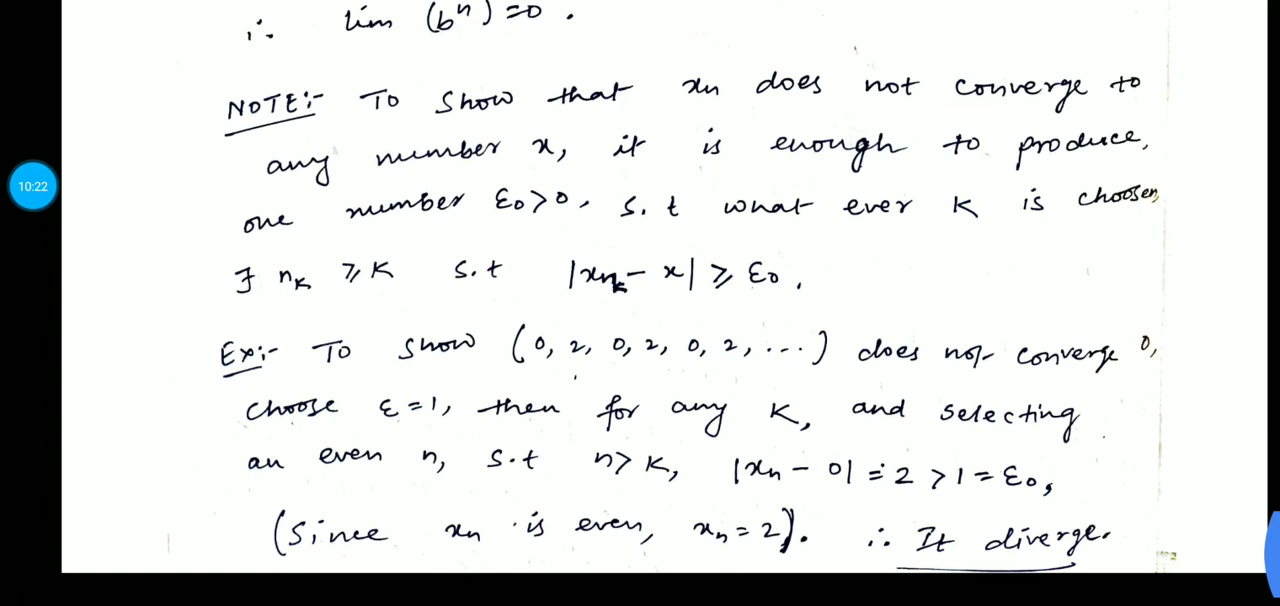 ∴ lim (bⁿ) = 0.
NOTE:- To show that xn does not converge to
10:22
any number x, it is enough to produce,
one number ε₀>0, s.t what ever K is choosen,
∃ nK ⩾ K s.t |xnk - x| ⩾ ε₀.
Ex:- To show (0, 2, 0, 2, 0, 2, ...) does not converge 0,
choose ε=1, then for any K, and selecting
an even n, s.t n > K, |xn - 0| = 2 > 1 = ε₀,
(Since xn is even, xn = 2). ∴ It diverge.